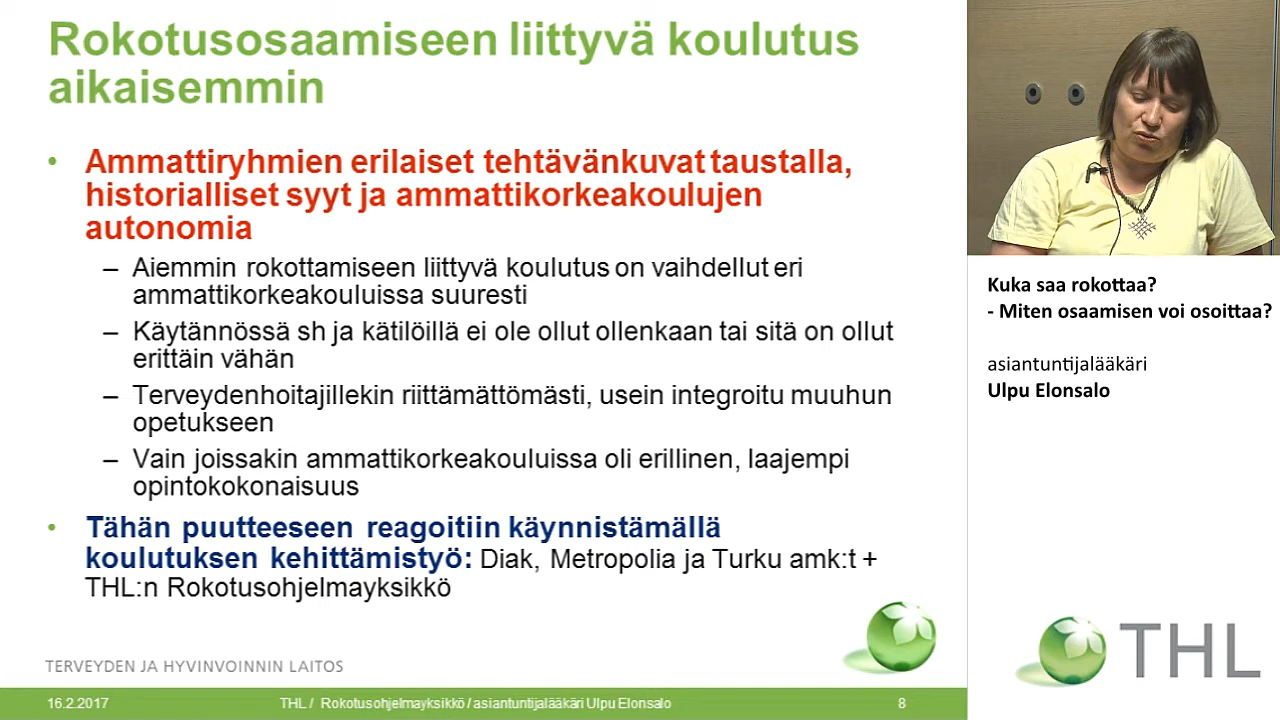 Rokotusosaamiseen liittyvä koulutus
aikaisemmin
• Ammattiryhmien erilaiset tehtävänkuvat taustalla,
historialliset syyt ja ammattikorkeakoulujen
autonomia
– Aiemmin rokottamiseen liittyvä koulutus on vaihdellut eri
ammattikorkeakouluissa suuresti
– Käytännössä sh ja kätilöillä ei ole ollut ollenkaan tai sitä on ollut
erittäin vähän
– Terveydenhoitajillekin riittämättömästi, usein integroitu muuhun
opetukseen
– Vain joissakin ammattikorkeakouluissa oli erillinen, laajempi
opintokokonaisuus
• Tähän puutteeseen reagoitiin käynnistämällä
koulutuksen kehittämistyö: Diak, Metropolia ja Turku amk:t +
THL:n Rokotusohjelmayksikkö
TERVEYDEN JA HYVINVOINNIN LAITOS
16.2.2017 THL / Rokotusohjelmayksikkö / asiantuntijalääkäri Ulpu Elonsalo 8
Kuka saa rokottaa?
- Miten osaamisen voi osoittaa?
asiantuntijalääkäri
Ulpu Elonsalo
THL